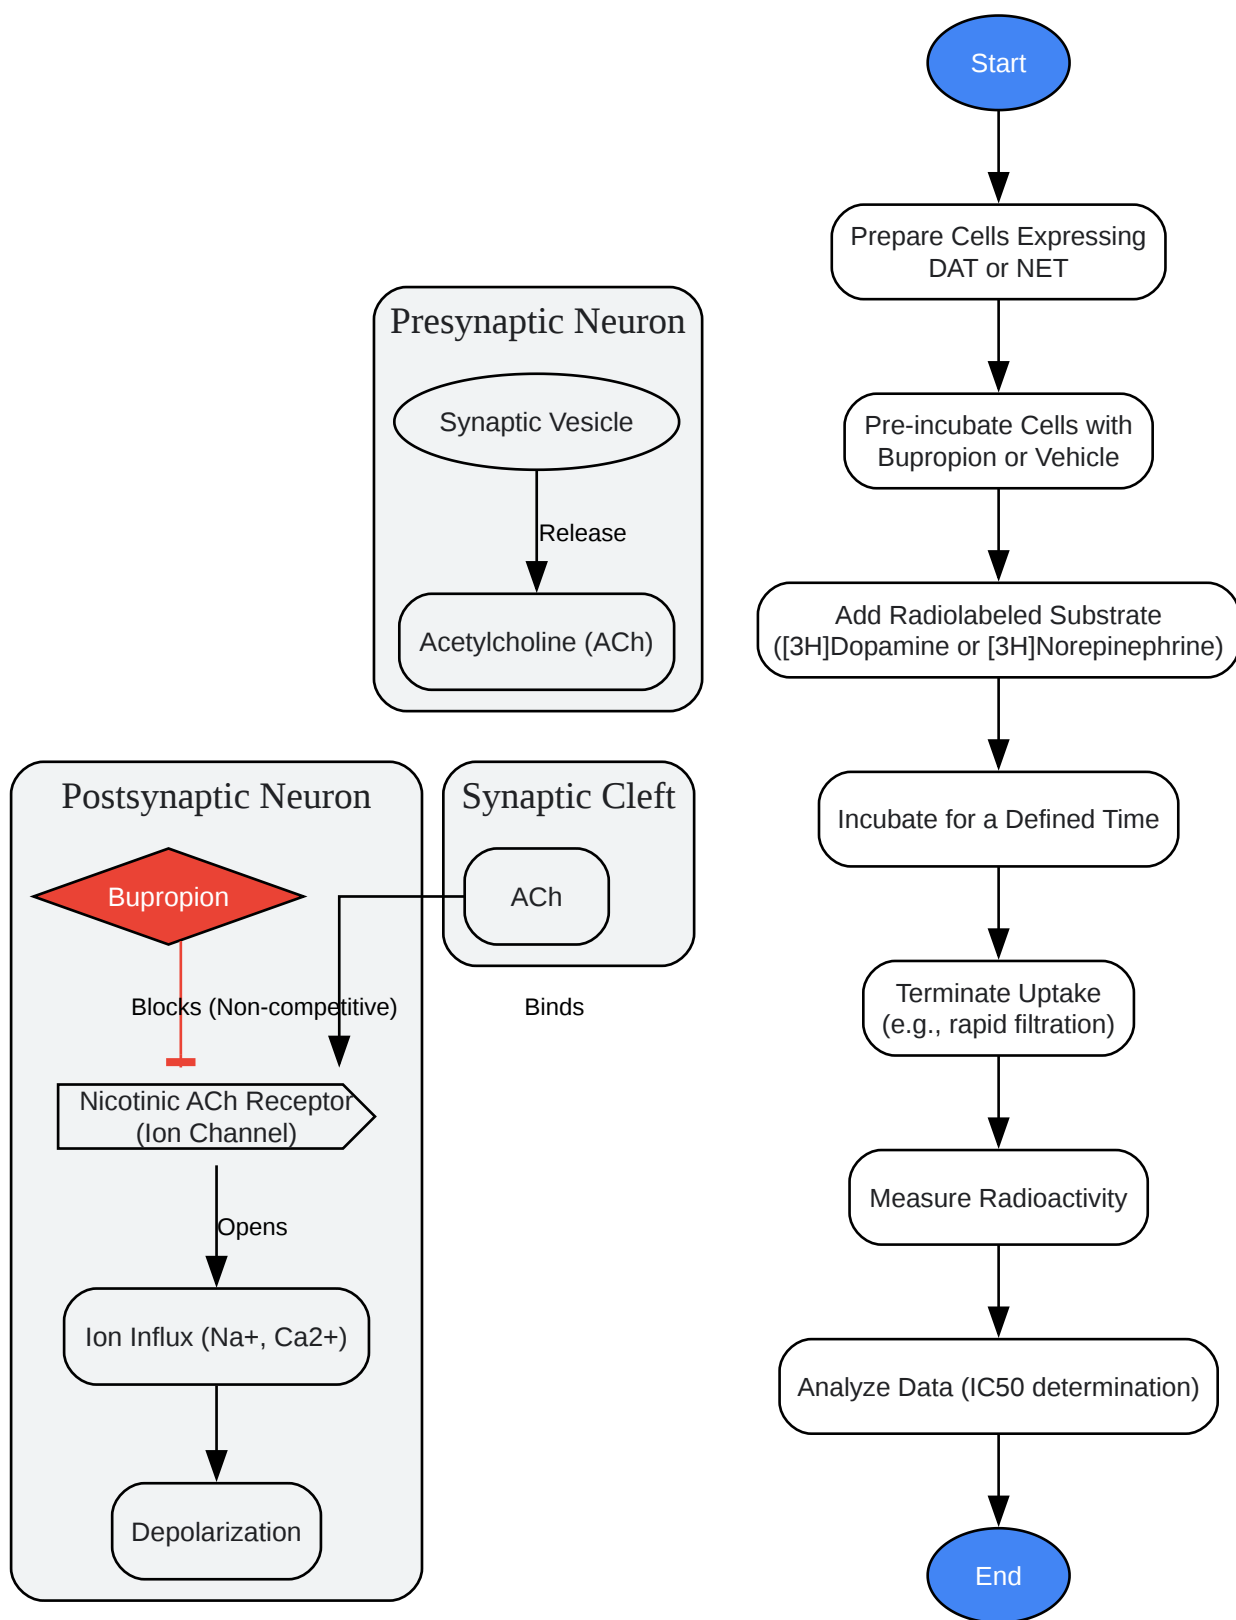 Presynaptic Neuron
Synaptic Vesicle
Release
Acetylcholine (ACh)
Postsynaptic Neuron
Synaptic Cleft
Bupropion
ACh
Blocks (Non-competitive)
Binds
Nicotinic ACh Receptor
(Ion Channel)
Opens
Ion Influx (Na+, Ca2+)
Depolarization
Start
Prepare Cells Expressing
DAT or NET
Pre-incubate Cells with
Bupropion or Vehicle
Add Radiolabeled Substrate
([3H]Dopamine or [3H]Norepinephrine)
Incubate for a Defined Time
Terminate Uptake
(e.g., rapid filtration)
Measure Radioactivity
Analyze Data (IC50 determination)
End